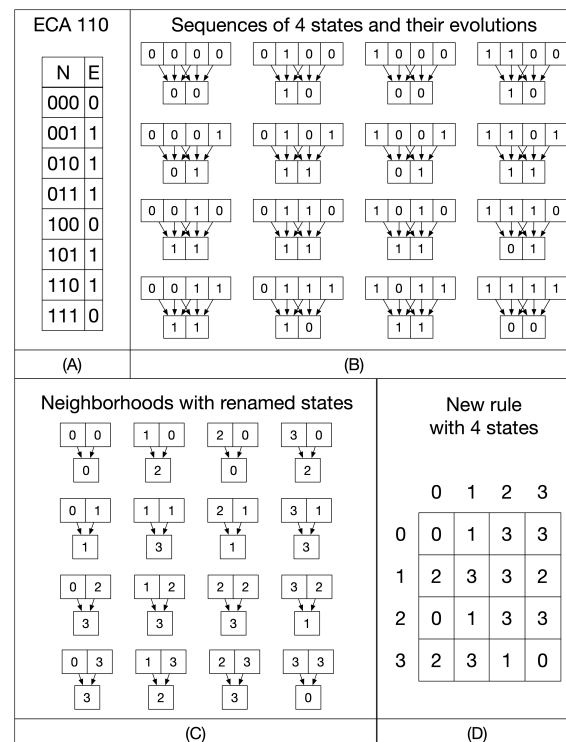 ECA 110
N E
000 0
001 1
010 1
011 1
100 0
101 1
110 1
111 0
(A)
Sequences of 4 states and their evolutions
0 0 0 0 0 1 0 0 1 0 0 0 1 1 0 0
0 0 1 0 0 0 1 0
0 0 0 1 0 1 0 1 1 0 0 1 1 1 0 1
0 1 1 1 0 1 1 1
0 0 1 0 0 1 1 0 1 0 1 0 1 1 1 0
1 1 1 1 1 1 0 1
0 0 1 1 0 1 1 1 1 0 1 1 1 1 1 1
1 1 1 0 1 1 0 0
(B)
Neighborhoods with renamed states
0 0 1 0 2 0 3 0
0 2 0 2
0 1 1 1 2 1 3 1
1 3 1 3
0 2 1 2 2 2 3 2
3 3 3 1
0 3 1 3 2 3 3 3
3 2 3 0
(C)
New rule
with 4 states
0 1 2 3
0 0 1 3 3
1 2 3 3 2
2 0 1 3 3
3 2 3 1 0
(D)